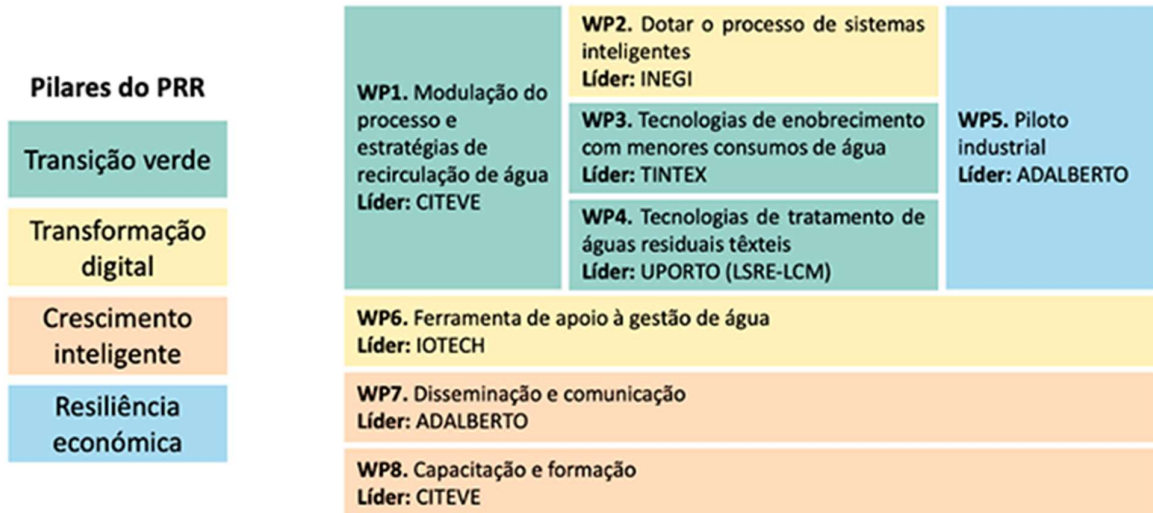 Pilares do PRR
Transição verde
Transformação
digital
Crescimento
inteligente
Resiliência
económica
WP1. Modulação do
processo e
estratégias de
recirculação de água
Líder: CITEVE
WP2. Dotar o processo de sistemas
inteligentes
Líder: INEGI
WP3. Tecnologias de enobrecimento
com menores consumos de água
Líder: TINTEX
WP4. Tecnologias de tratamento de
águas residuais têxteis
Líder: UPORTO (LSRE-LCM)
WP5. Piloto
industrial
Líder: ADALBERTO
WP6. Ferramenta de apoio à gestão de água
Líder: IOTECH
WP7. Disseminação e comunicação
Líder: ADALBERTO
WP8. Capacitação e formação
Líder: CITEVE